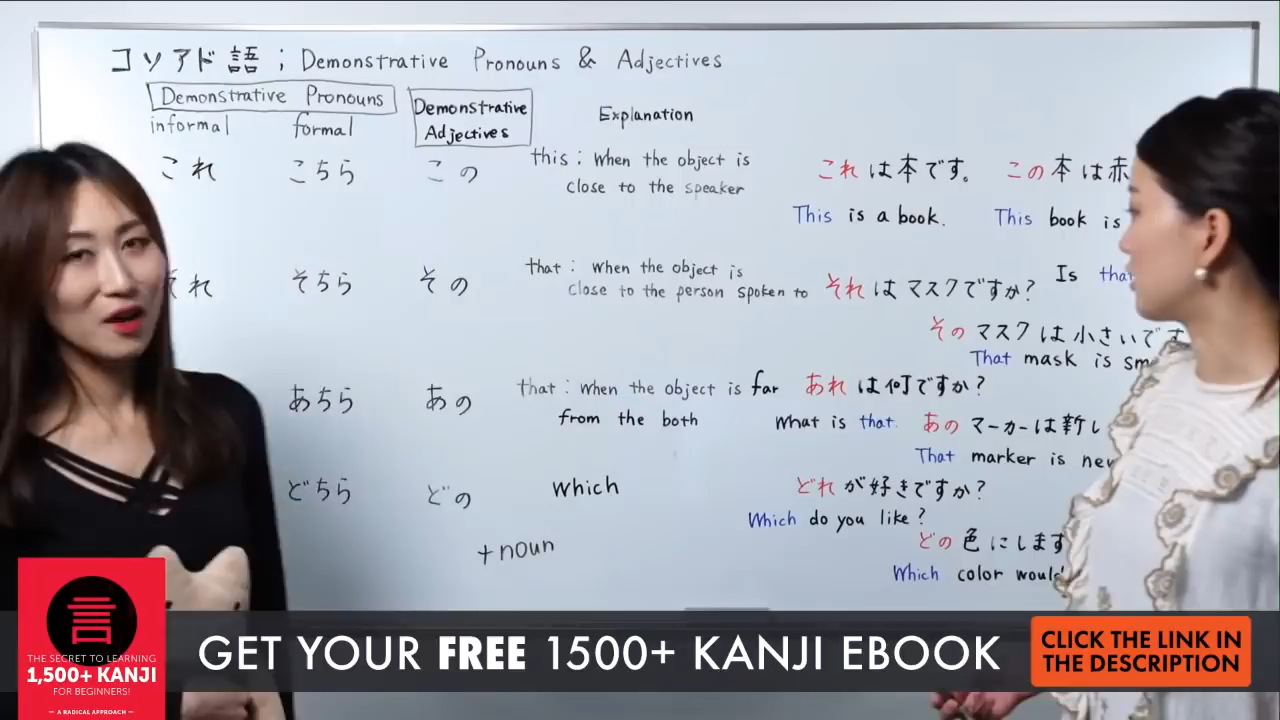 コソアド語 ; Demonstrative Pronouns & Adjectives
Demonstrative Pronouns
Demonstrative
Adjectives
Explanation
informal formal
これ こちら この
this : When the object is
close to the speaker
これは本です。 この本は赤
This is a book. This book is
れ そちら その
that : When the object is
close to the person spoken to
それはマスクですか?
Is that
そのマスクは小さいです
That mask is sm
あちら あの
that : When the object is far
from the both
あれは何ですか?
What is that.
あのマーカーは新し
That marker is new
どちら どの
which
どれが好きですか?
Which do you like ?
どの色にします
Which color would
+ noun
言
THE SECRET TO LEARNING
1,500+ KANJI
FOR BEGINNERS!
— A RADICAL APPROACH —
GET YOUR FREE 1500+ KANJI EBOOK
CLICK THE LINK IN
THE DESCRIPTION